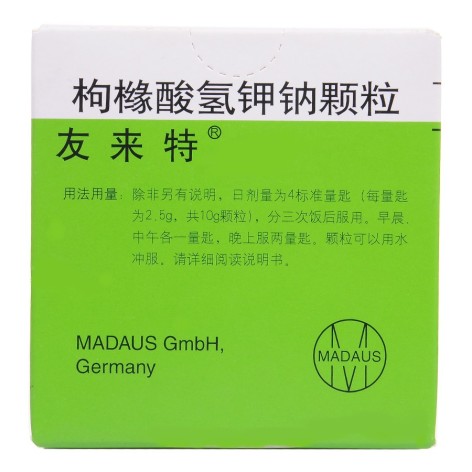 枸橼酸氢钾钠颗粒
友来特®
用法用量：除非另有说明，日剂量为4标准量匙（每量匙
为2.5g，共10g颗粒），分三次饭后服用。早晨、
中午各一量匙，晚上服两量匙。颗粒可以用水
冲服。请详细阅读说明书。
MADAUS GmbH,
Germany
MADAUS